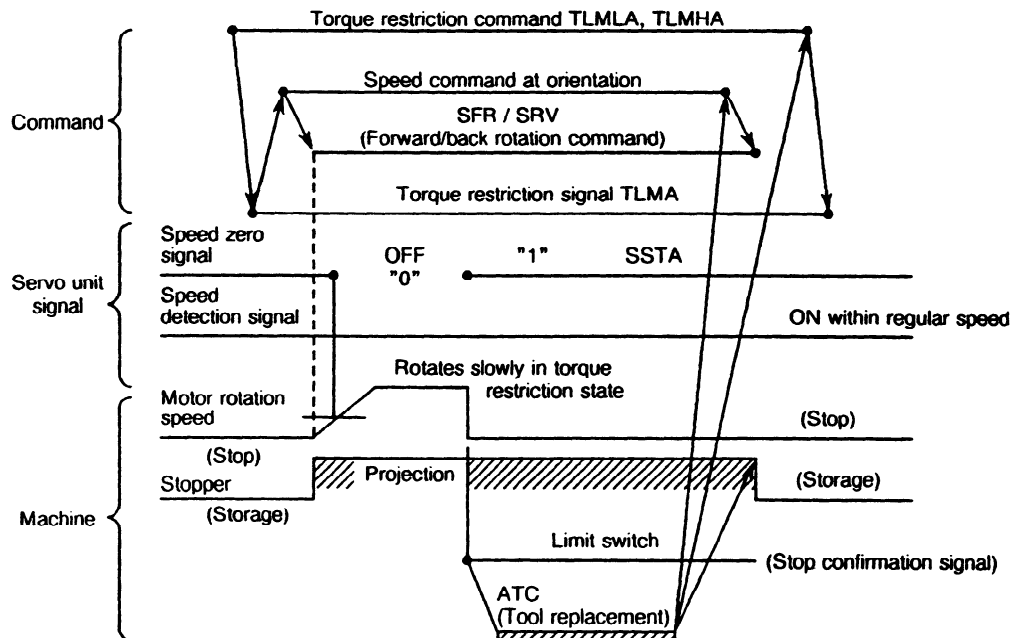 Torque restriction command TLMLA, TLMHA
Speed command at orientation
SFR / SRV
(Forward/back rotation command)
Command
Torque restriction signal TLMA
Speed zero
signal
OFF
"0"
"1"
SSTA
Servo unit
signal
Speed
detection signal
ON within regular speed
Rotates slowly in torque
restriction state
Motor rotation
speed
(Stop)
(Stop)
Stopper
Projection
(Storage)
(Storage)
Machine
Limit switch
(Stop confirmation signal)
ATC
(Tool replacement)